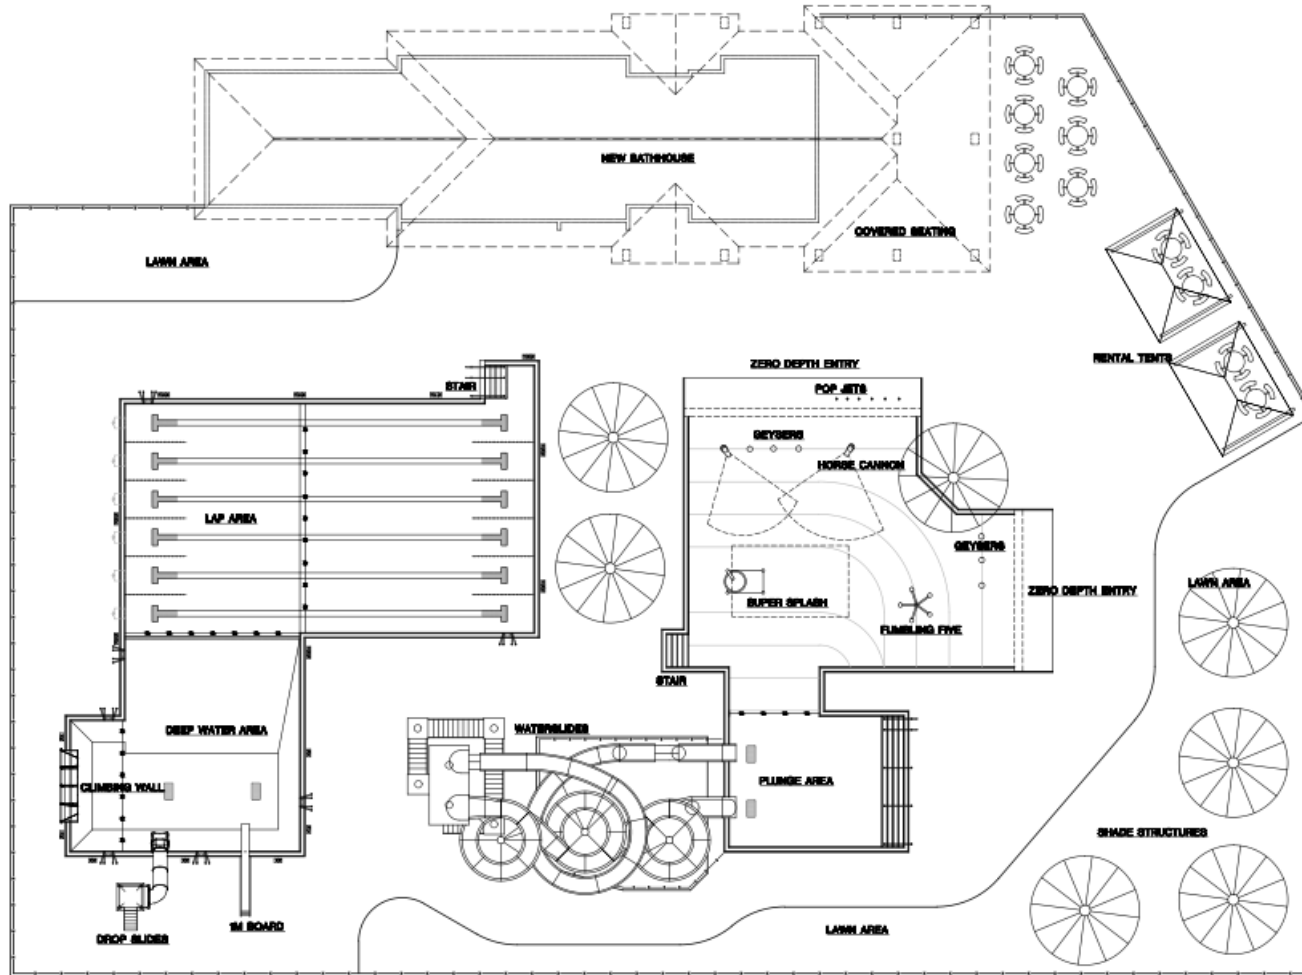 NEW BATHHOUSE
COVERED SEATING
LAWN AREA
RENTAL TENTS
ZERO DEPTH ENTRY
STAIR
POP JETS
GEYSERS
HORSE CANNON
LAP AREA
GEYSERS
LAWN AREA
ZERO DEPTH ENTRY
SUPER SPLASH
FUMBLING FIVE
STAIR
DEEP WATER AREA
WATERSLIDES
PLUNGE AREA
CLIMBING WALL
SHADE STRUCTURES
1M BOARD
LAWN AREA
DROP SLIDES